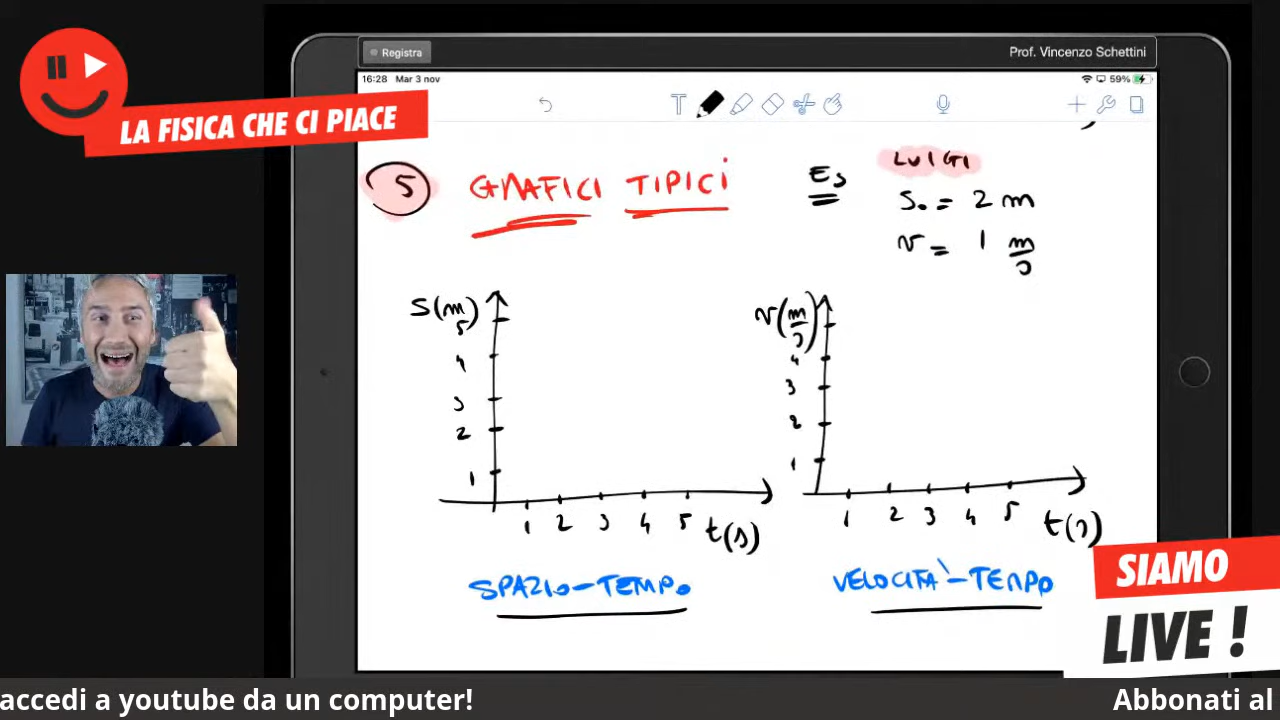 Registra
Prof. Vincenzo Schettini
16:28 Mar 3 nov
59%
LA FISICA CHE CI PIACE
5 GRAFICI TIPICI
Es
LUIGI
S₀ = 2 m
v = 1 m/s
S(m)
5
4
3
2
1
1 2 3 4 5
t(s)
SPAZIO-TEMPO
v(m/s)
4
3
2
1
1 2 3 4 5
t(s)
VELOCITA'-TEMPO
SIAMO
LIVE !
accedi a youtube da un computer!
Abbonati al